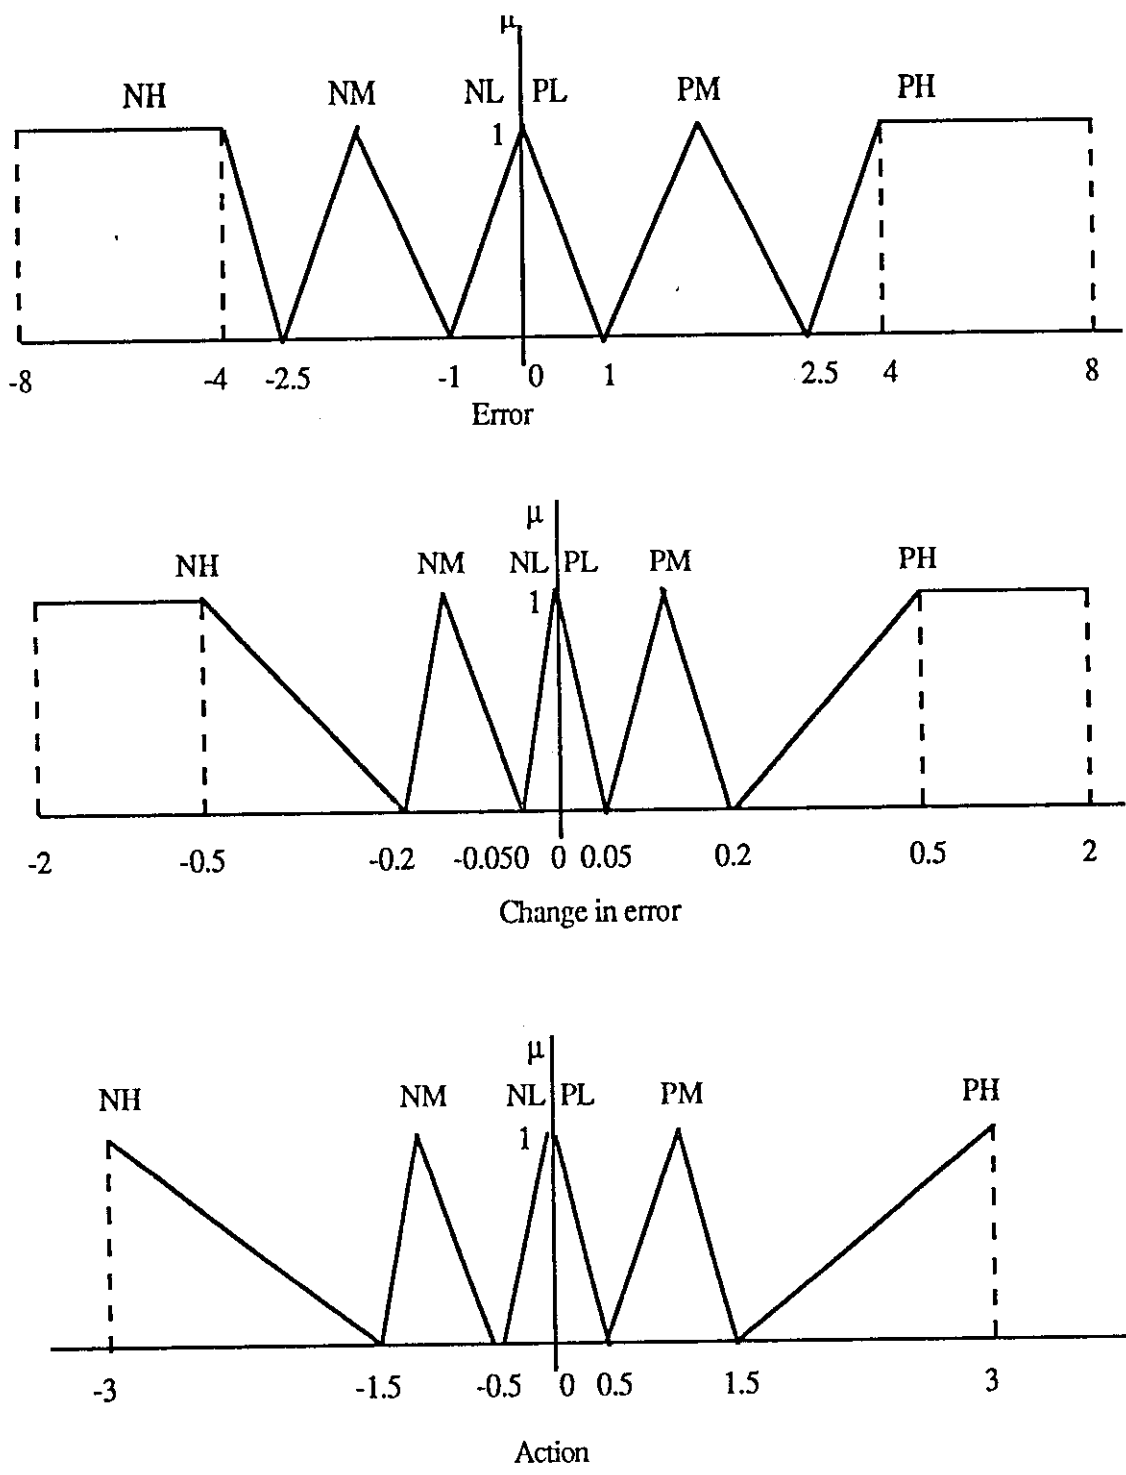 μ
NH NM NL PL PM PH
1
-8 -4 -2.5 -1 0 1 2.5 4 8
Error
μ
NH NM NL PL PM PH
1
-2 -0.5 -0.2 -0.050 0 0.05 0.2 0.5 2
Change in error
μ
NH NM NL PL PM PH
1
-3 -1.5 -0.5 0 0.5 1.5 3
Action